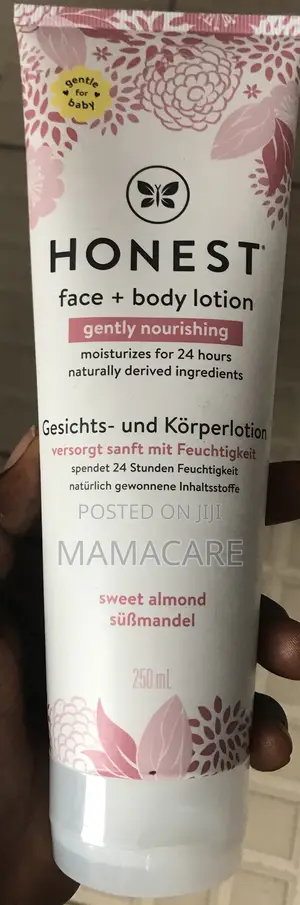 gentle
for
baby
HONEST
face + body lotion
gently nourishing
moisturizes for 24 hours
naturally derived ingredients
Gesichts- und Körperlotion
versorgt sanft mit Feuchtigkeit
spendet 24 Stunden Feuchtigkeit
natürlich gewonnene Inhaltsstoffe
POSTED ON JIJI
MAMACARE
sweet almond
süßmandel
250 mL